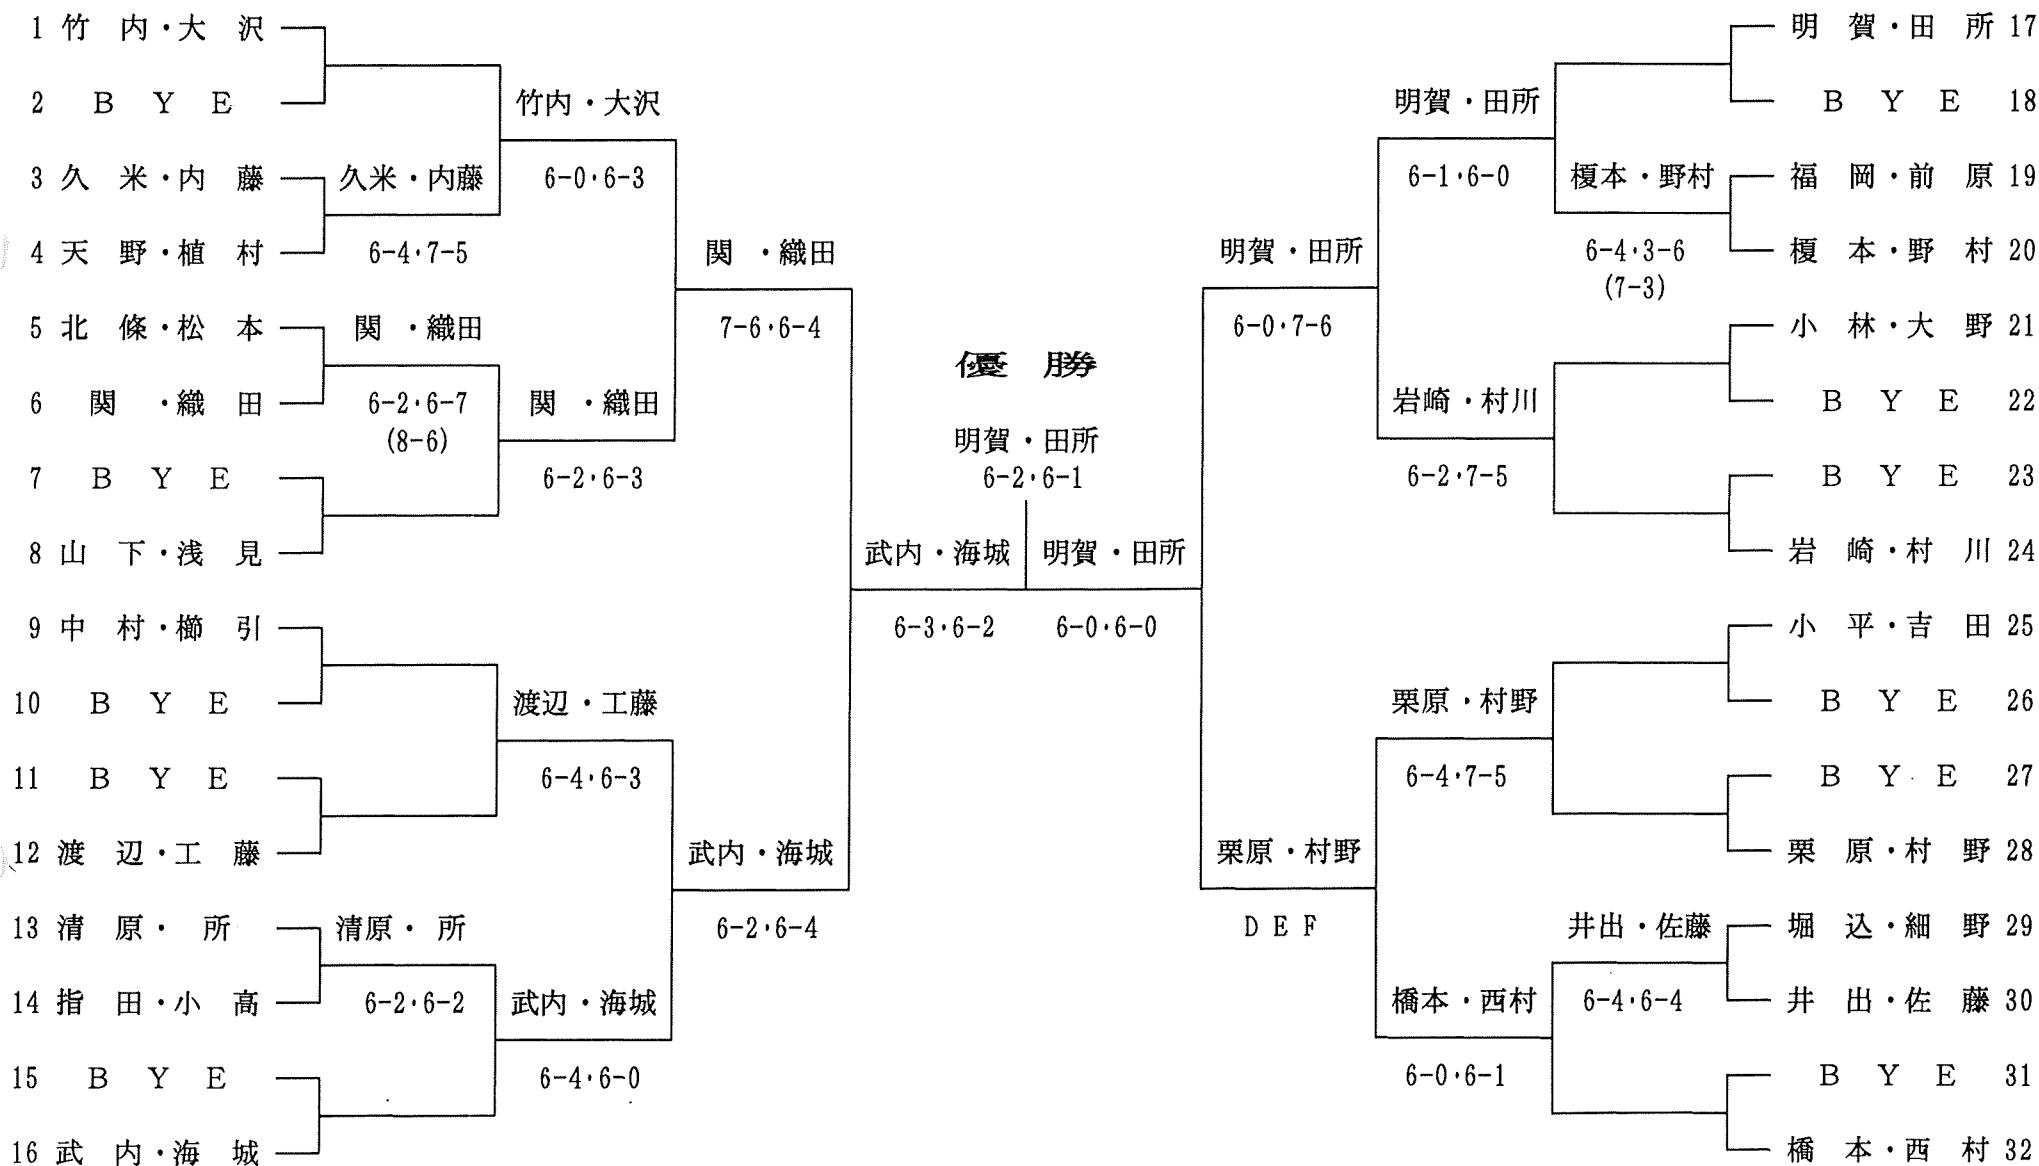 1 竹 内・大 沢
2 B Y E
3 久 米・内 藤
4 天 野・植 村
5 北 條・松 本
6 関 ・織 田
7 B Y E
8 山 下・浅 見
9 中 村・櫛 引
10 B Y E
11 B Y E
12 渡 辺・工 藤
13 清 原・ 所
14 指 田・小 高
15 B Y E
16 武 内・海 城
久米・内藤
6-4・7-5
関 ・織田
6-2・6-7
(8-6)
清原・ 所
6-2・6-2
竹内・大沢
6-0・6-3
関 ・織田
6-2・6-3
渡辺・工藤
6-4・6-3
武内・海城
6-4・6-0
関 ・織田
7-6・6-4
武内・海城
6-2・6-4
武内・海城
6-3・6-2
優 勝
明賀・田所
6-2・6-1
明賀・田所
6-0・6-0
明賀・田所
6-0・7-6
栗原・村野
D E F
明賀・田所
6-1・6-0
岩崎・村川
6-2・7-5
栗原・村野
6-4・7-5
橋本・西村
6-0・6-1
榎本・野村
6-4・3-6
(7-3)
井出・佐藤
6-4・6-4
明 賀・田 所 17
B Y E 18
福 岡・前 原 19
榎 本・野 村 20
小 林・大 野 21
B Y E 22
B Y E 23
岩 崎・村 川 24
小 平・吉 田 25
B Y E 26
B Y E 27
栗 原・村 野 28
堀 込・細 野 29
井 出・佐 藤 30
B Y E 31
橋 本・西 村 32